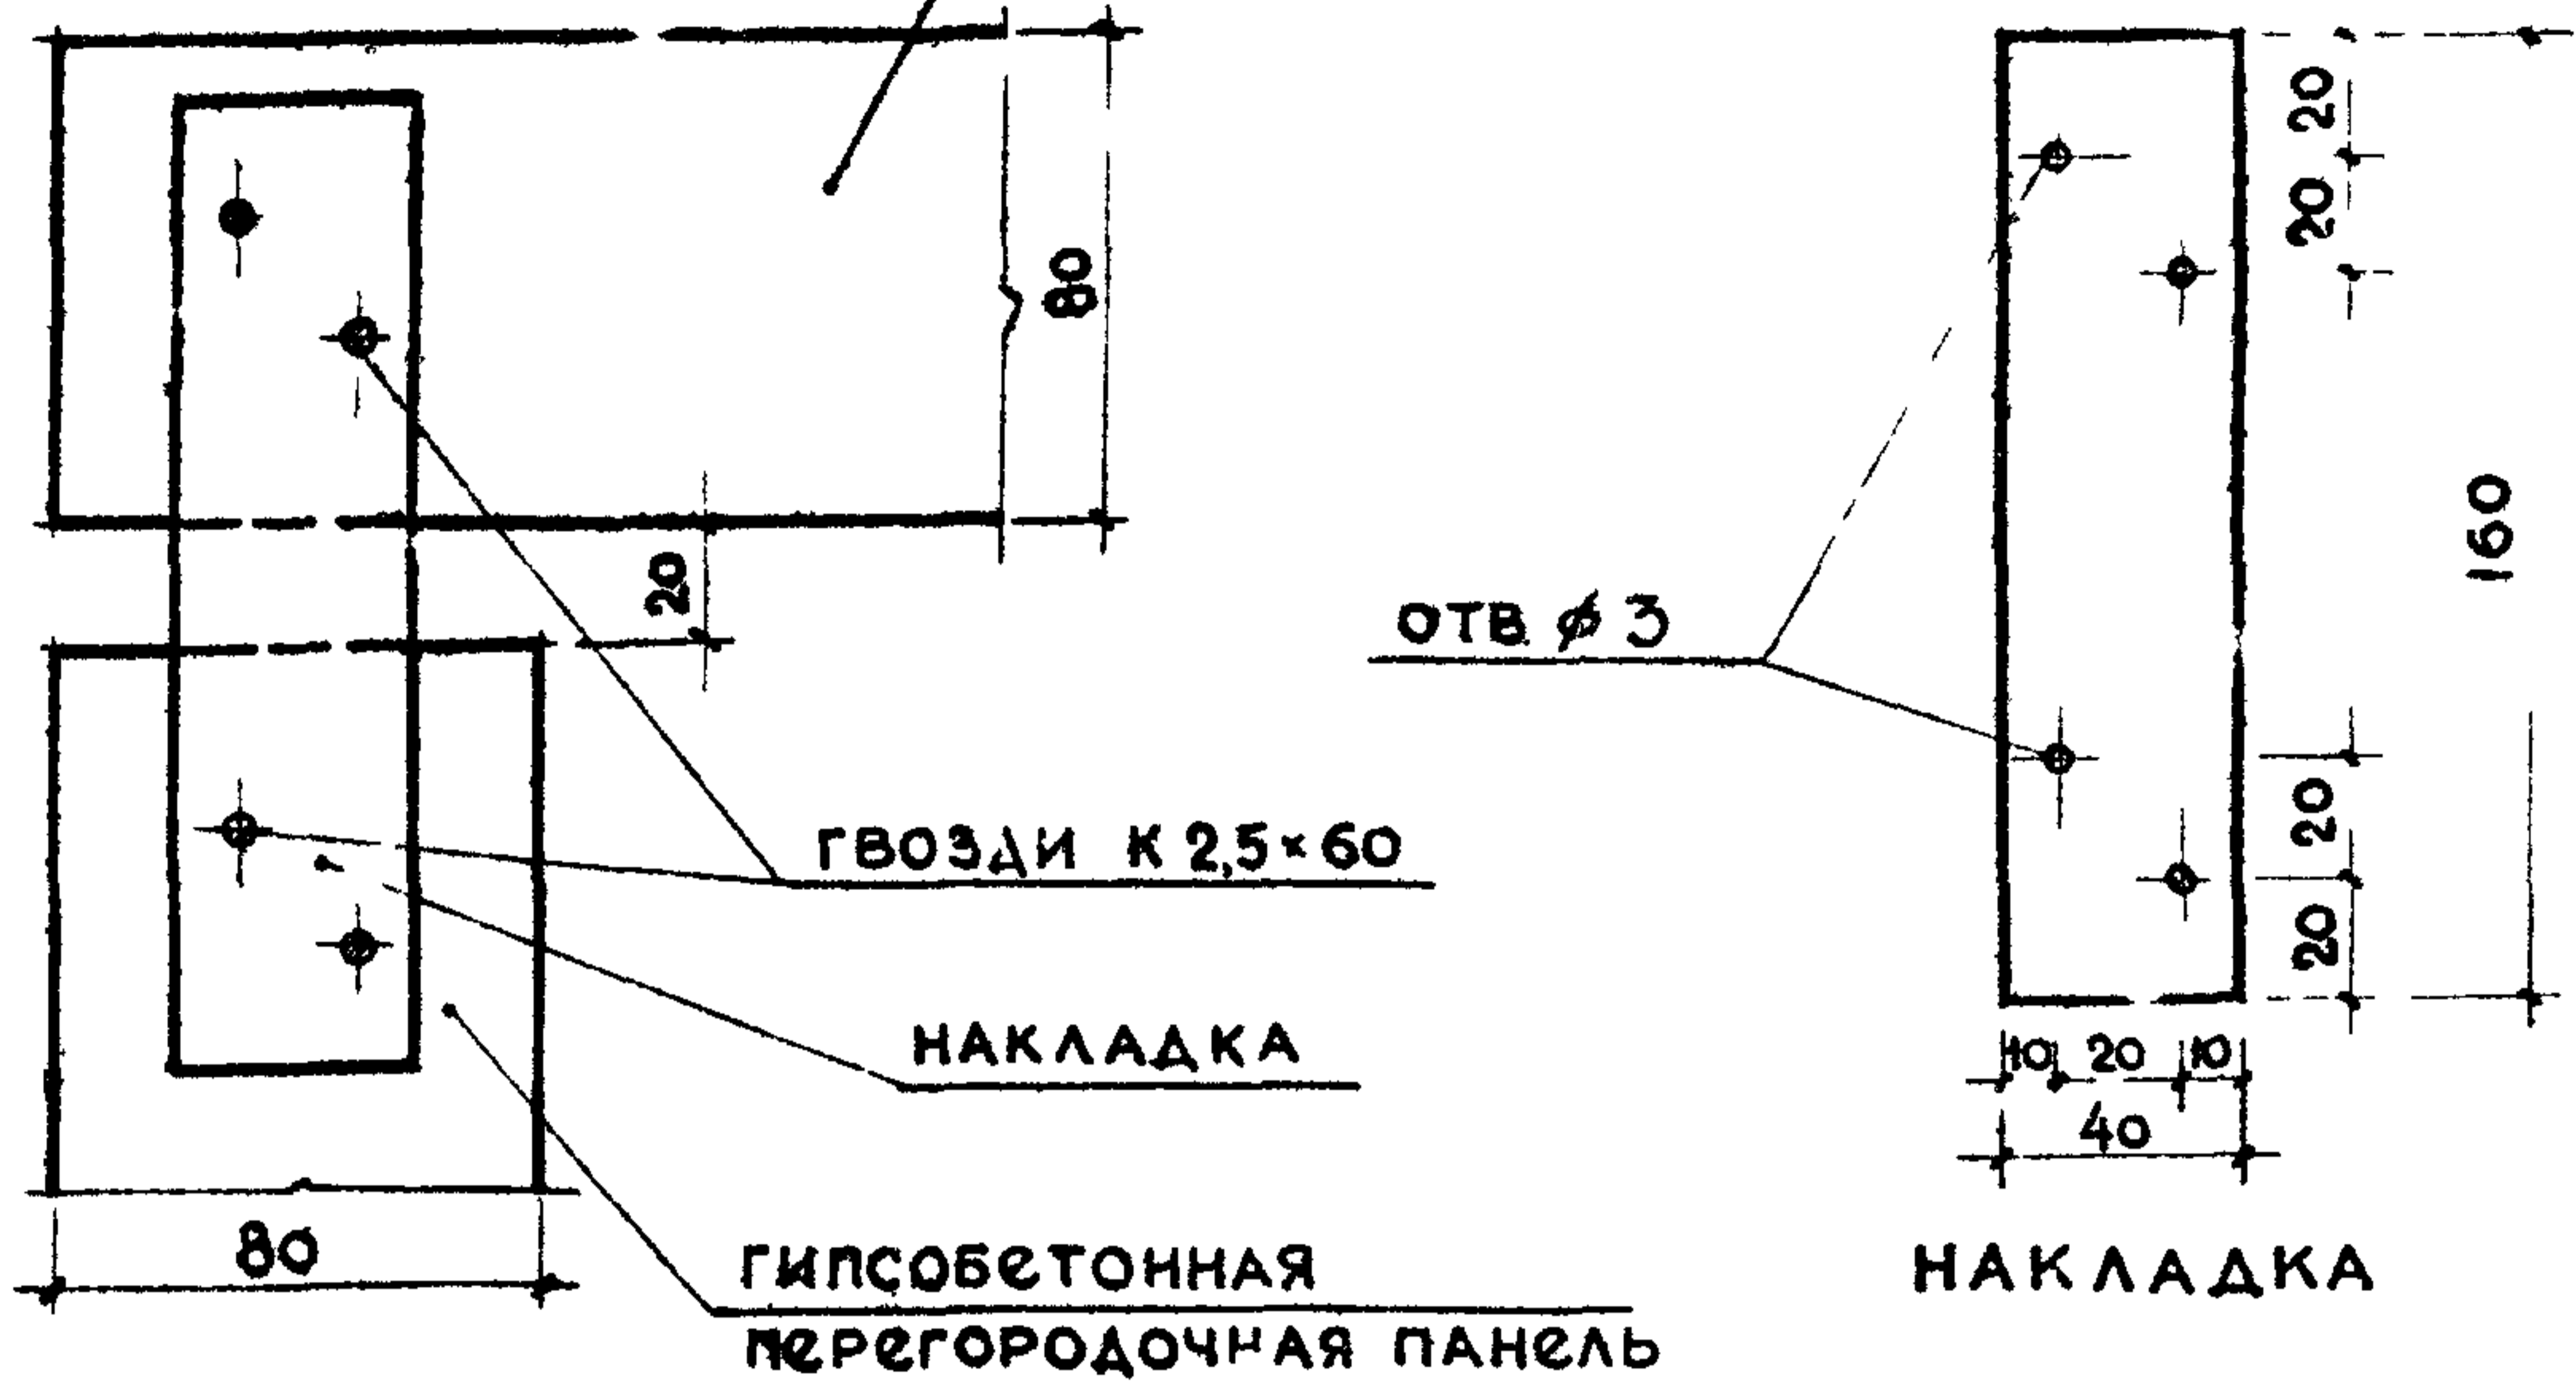 80
20
ГВОЗДИ К 2,5×60
НАКЛАДКА
80
ГИПСОБЕТОННАЯ
ПЕРЕГОРОДОЧНАЯ ПАНЕЛЬ
ОТВ ⌀ 3
20
20
160
20
20
10 20 10
40
НАКЛАДКА